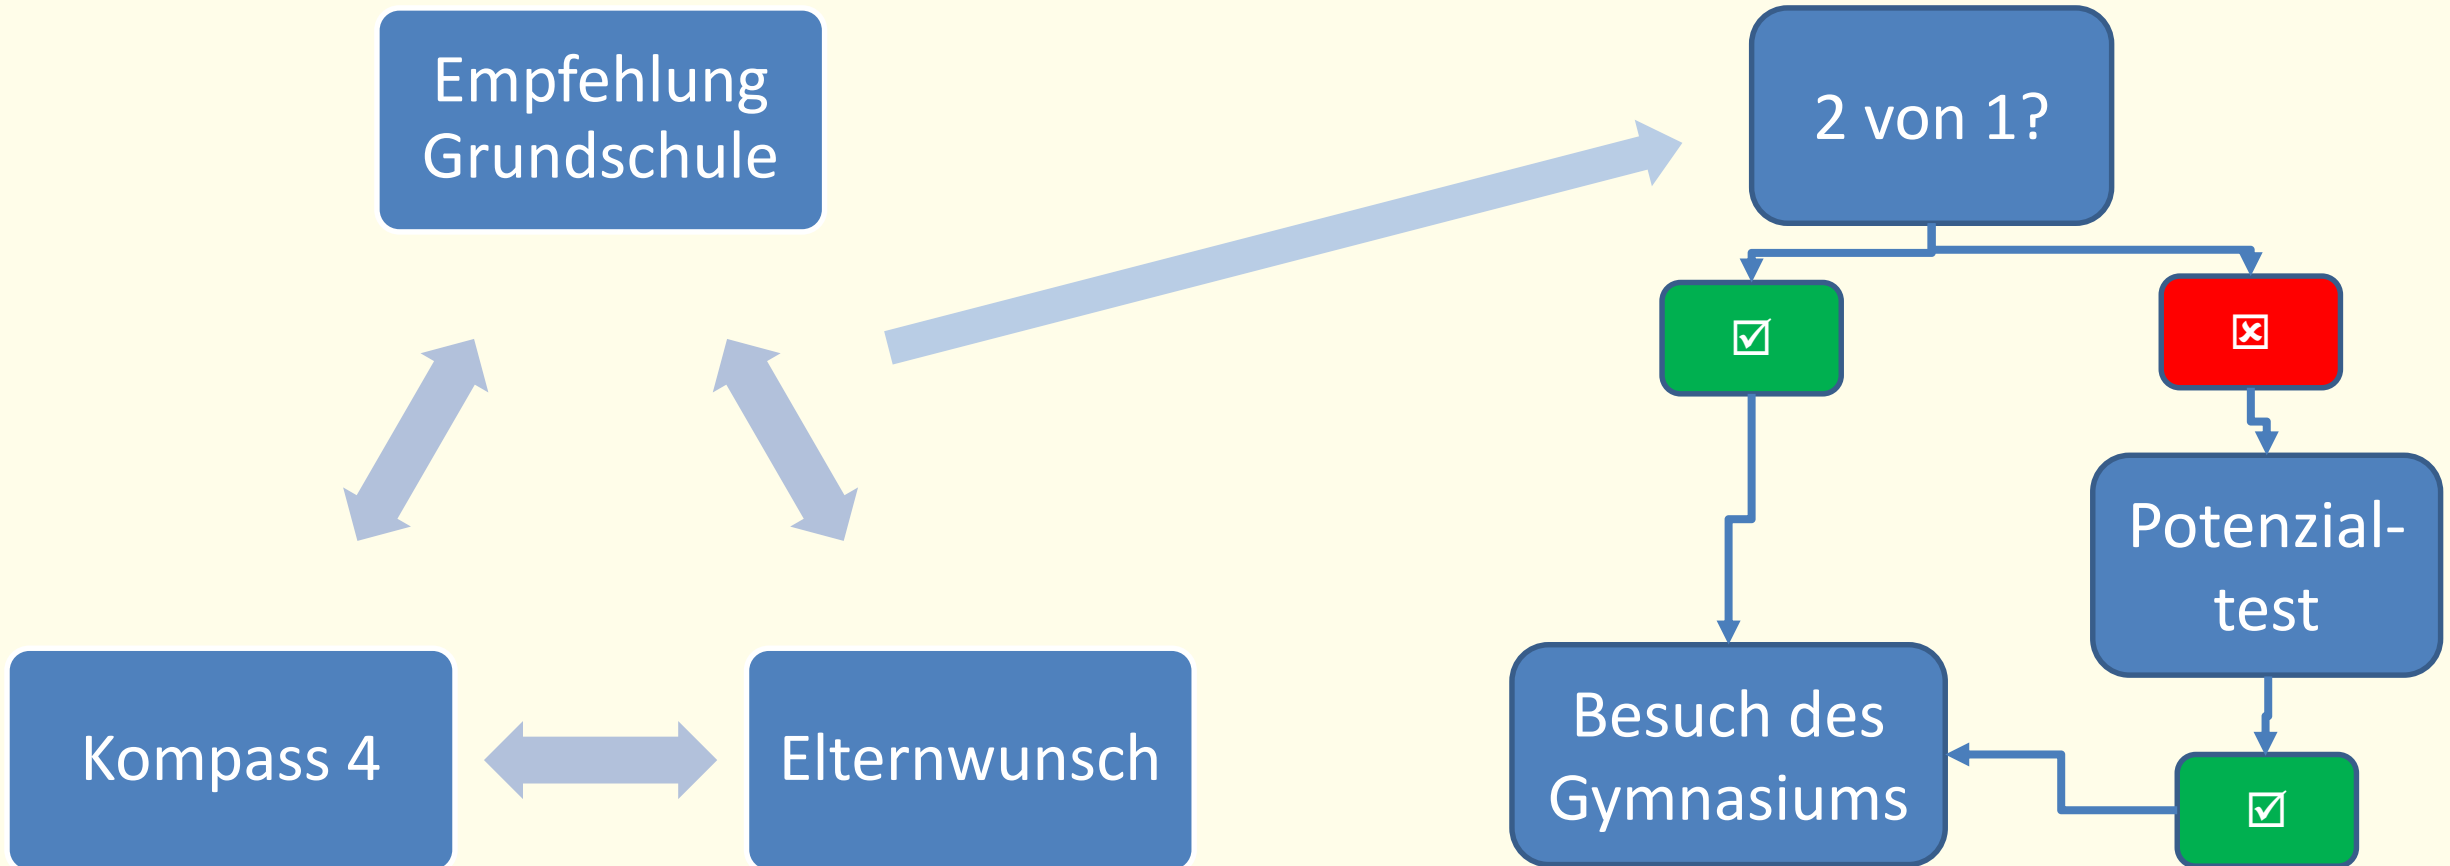 Empfehlung
Grundschule
2 von 1?
☑
☒
Potenzial-
test
Kompass 4
Elternwunsch
Besuch des
Gymnasiums
☑